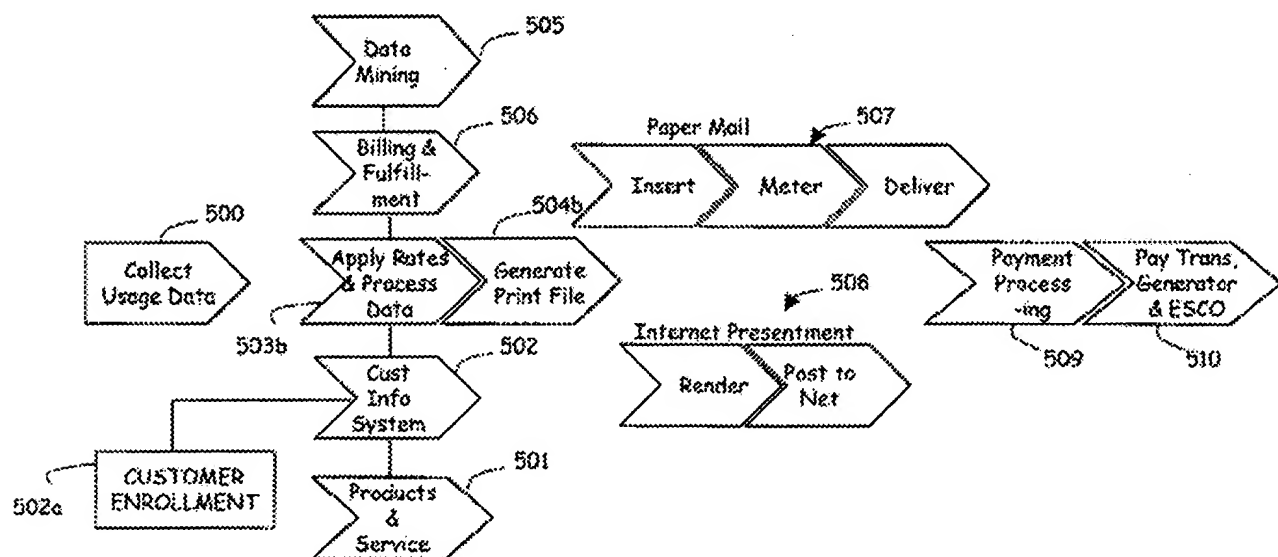 505
Data
Mining
506
Billing &
Fulfill-
ment
Paper Mail
507
Insert
Meter
Deliver
500
Collect
Usage Data
504b
Apply Rates
& Process
Data
Generate
Print File
503b
508
Internet Presentment
Render
Post to
Net
Payment
Process
-ing
Pay Trans,
Generator
& ESCO
509
510
502
Cust
Info
System
CUSTOMER
ENROLLMENT
502a
501
Products
&
Service